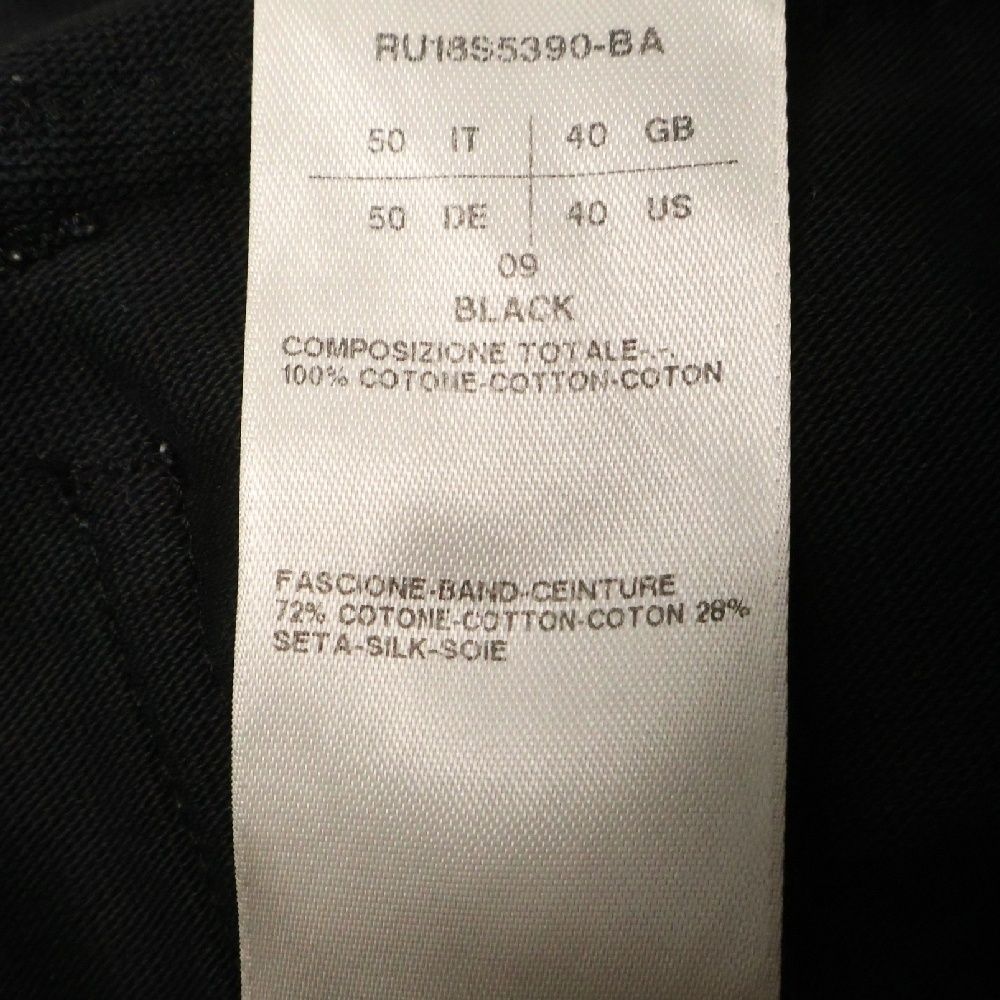 RU18S5390-BA
50 IT 40 GB
50 DE 40 US
09
BLACK
COMPOSIZIONE TOTALE-.-.
100% COTONE-COTTON-COTON
FASCIONE-BAND-CEINTURE
72% COTONE-COTTON-COTON 28%
SETA-SILK-SOIE